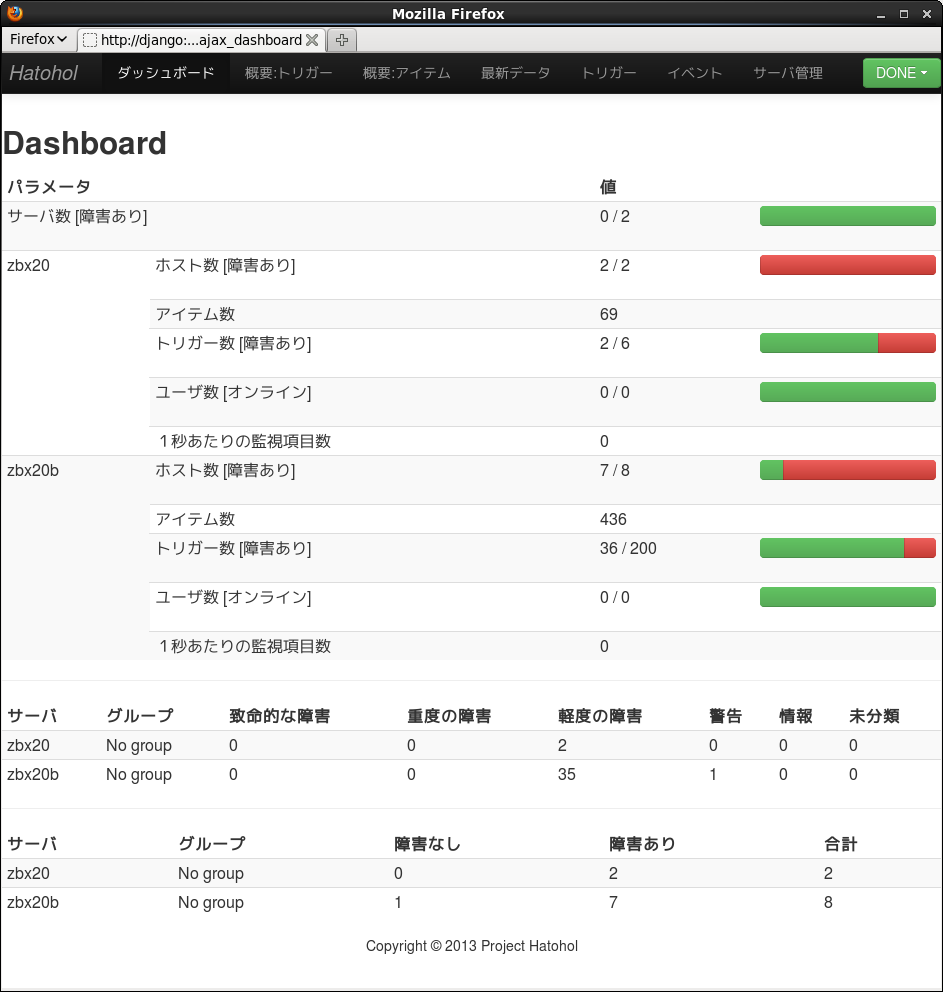 Mozilla Firefox
Firefox http://django:...ajax_dashboard
Hatohol ダッシュボード 概要:トリガー 概要:アイテム 最新データ トリガー イベント サーバ管理 DONE
Dashboard
パラメータ 値
サーバ数 [障害あり] 0 / 2
zbx20 ホスト数 [障害あり] 2 / 2
アイテム数 69
トリガー数 [障害あり] 2 / 6
ユーザ数 [オンライン] 0 / 0
１秒あたりの監視項目数 0
zbx20b ホスト数 [障害あり] 7 / 8
アイテム数 436
トリガー数 [障害あり] 36 / 200
ユーザ数 [オンライン] 0 / 0
１秒あたりの監視項目数 0
サーバ グループ 致命的な障害 重度の障害 軽度の障害 警告 情報 未分類
zbx20 No group 0 0 2 0 0 0
zbx20b No group 0 0 35 1 0 0
サーバ グループ 障害なし 障害あり 合計
zbx20 No group 0 2 2
zbx20b No group 1 7 8
Copyright © 2013 Project Hatohol